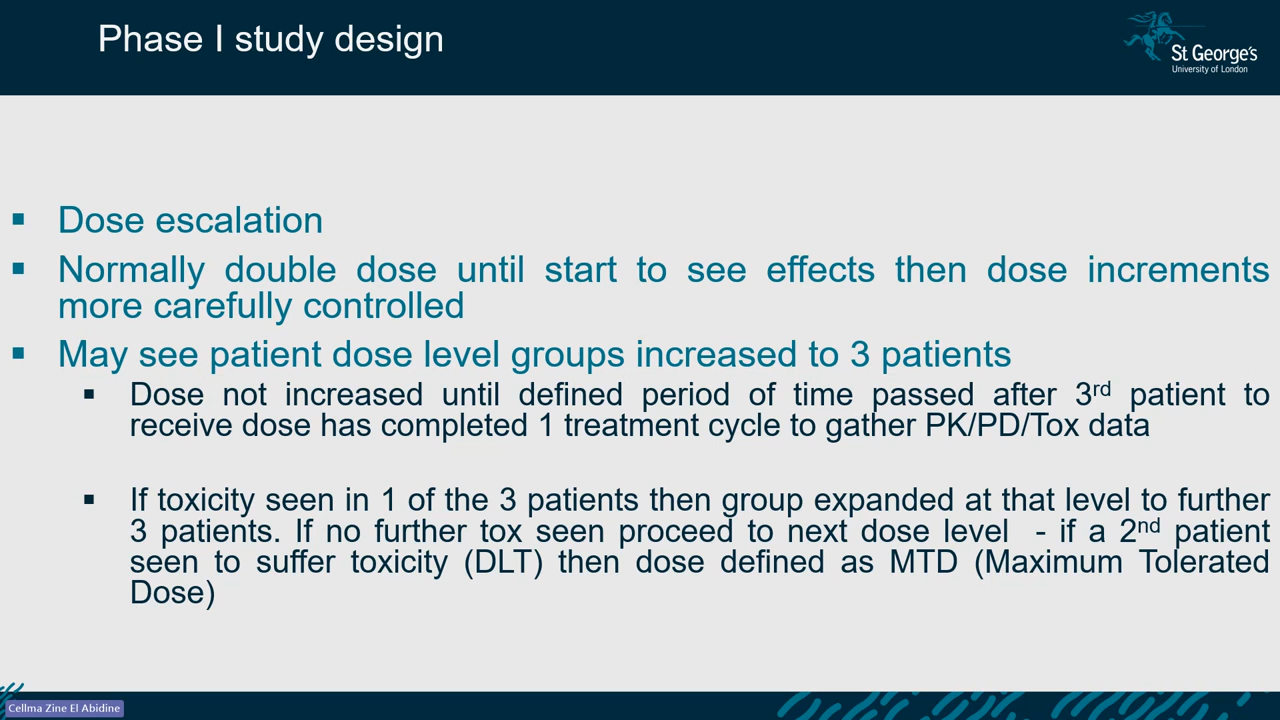 Phase I study design
St George's
University of London
▪ Dose escalation
▪ Normally double dose until start to see effects then dose increments
more carefully controlled
▪ May see patient dose level groups increased to 3 patients
▪ Dose not increased until defined period of time passed after 3rd patient to
receive dose has completed 1 treatment cycle to gather PK/PD/Tox data
▪ If toxicity seen in 1 of the 3 patients then group expanded at that level to further
3 patients. If no further tox seen proceed to next dose level - if a 2nd patient
seen to suffer toxicity (DLT) then dose defined as MTD (Maximum Tolerated
Dose)
Cellma Zine El Abidine